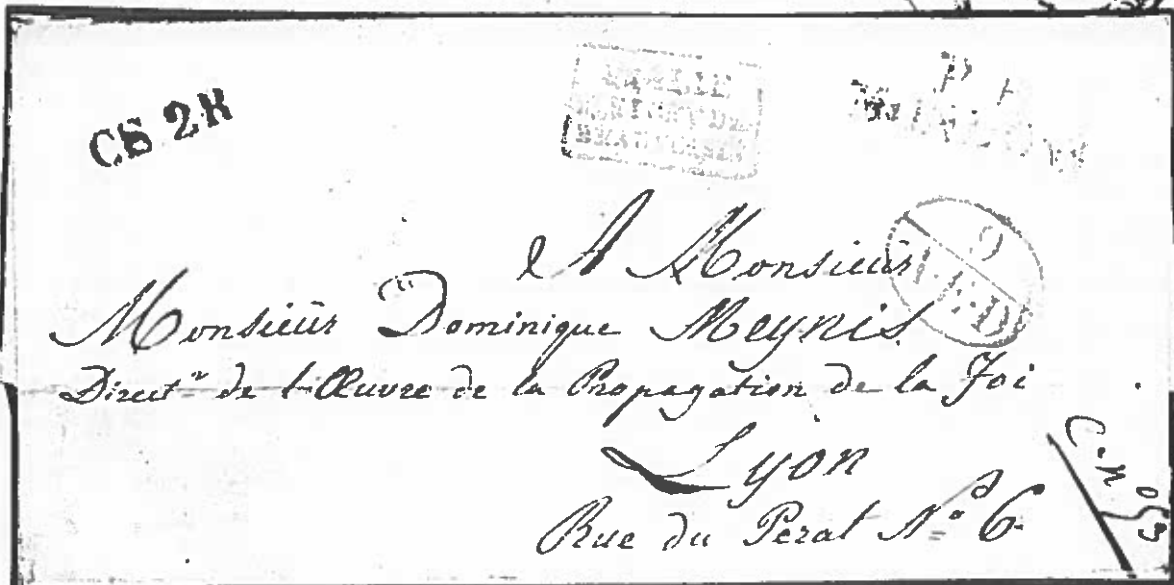 CS 2R
A Monsieur
Monsieur Dominique Meynis
Direct.r de l'Œuvre de la Propagation de la Foi
Lyon
Rue du Perat N.o 6.